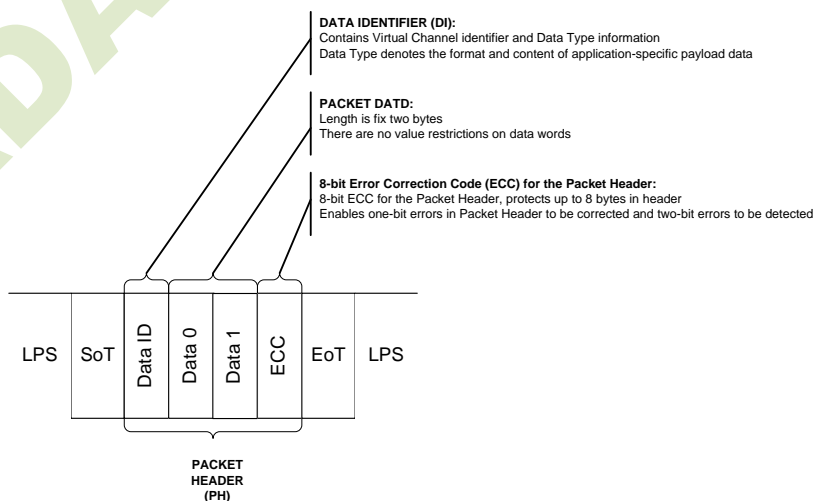 DATA IDENTIFIER (DI):
Contains Virtual Channel identifier and Data Type information
Data Type denotes the format and content of application-specific payload data
PACKET DATD:
Length is fix two bytes
There are no value restrictions on data words
8-bit Error Correction Code (ECC) for the Packet Header:
8-bit ECC for the Packet Header, protects up to 8 bytes in header
Enables one-bit errors in Packet Header to be corrected and two-bit errors to be detected
LPS
SoT
Data ID
Data 0
Data 1
ECC
EoT
LPS
PACKET
HEADER
(PH)